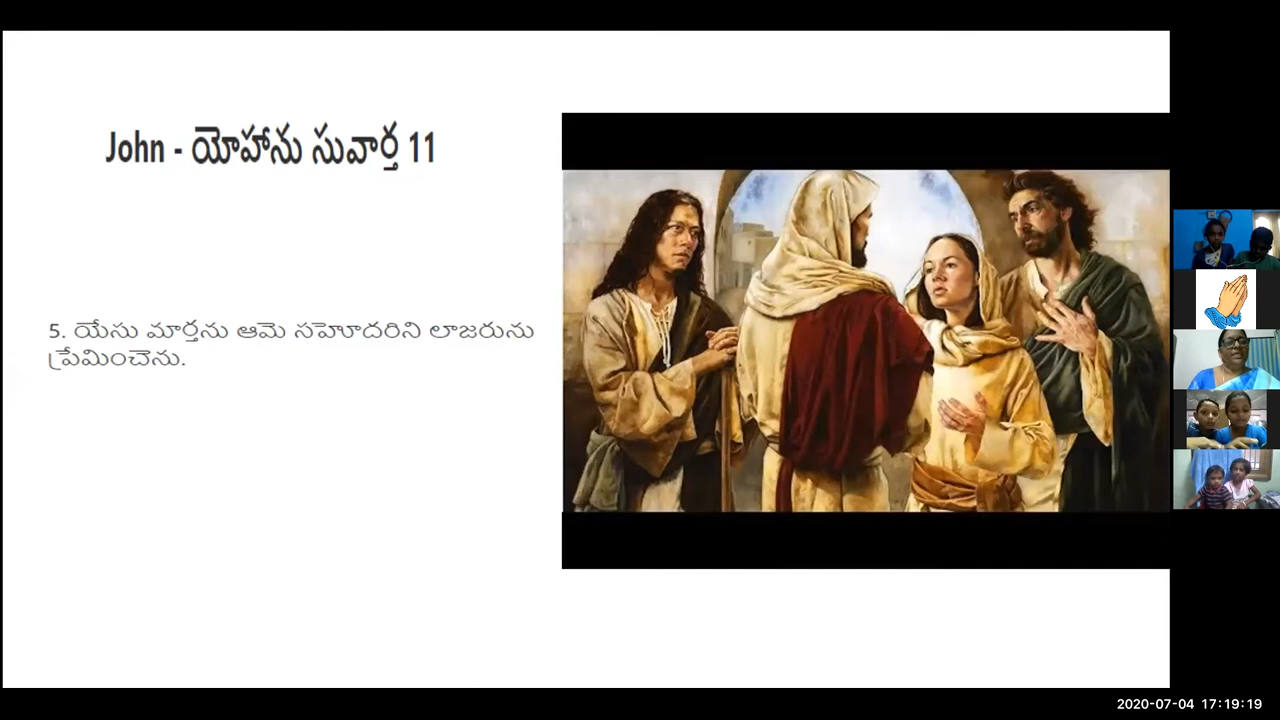 John - యోహాను సువార్త 11
5. యేసు మార్తను ఆమె సహెూదరిని లాజరును
ప్రేమించెను.
2020-07-04 17:19:19